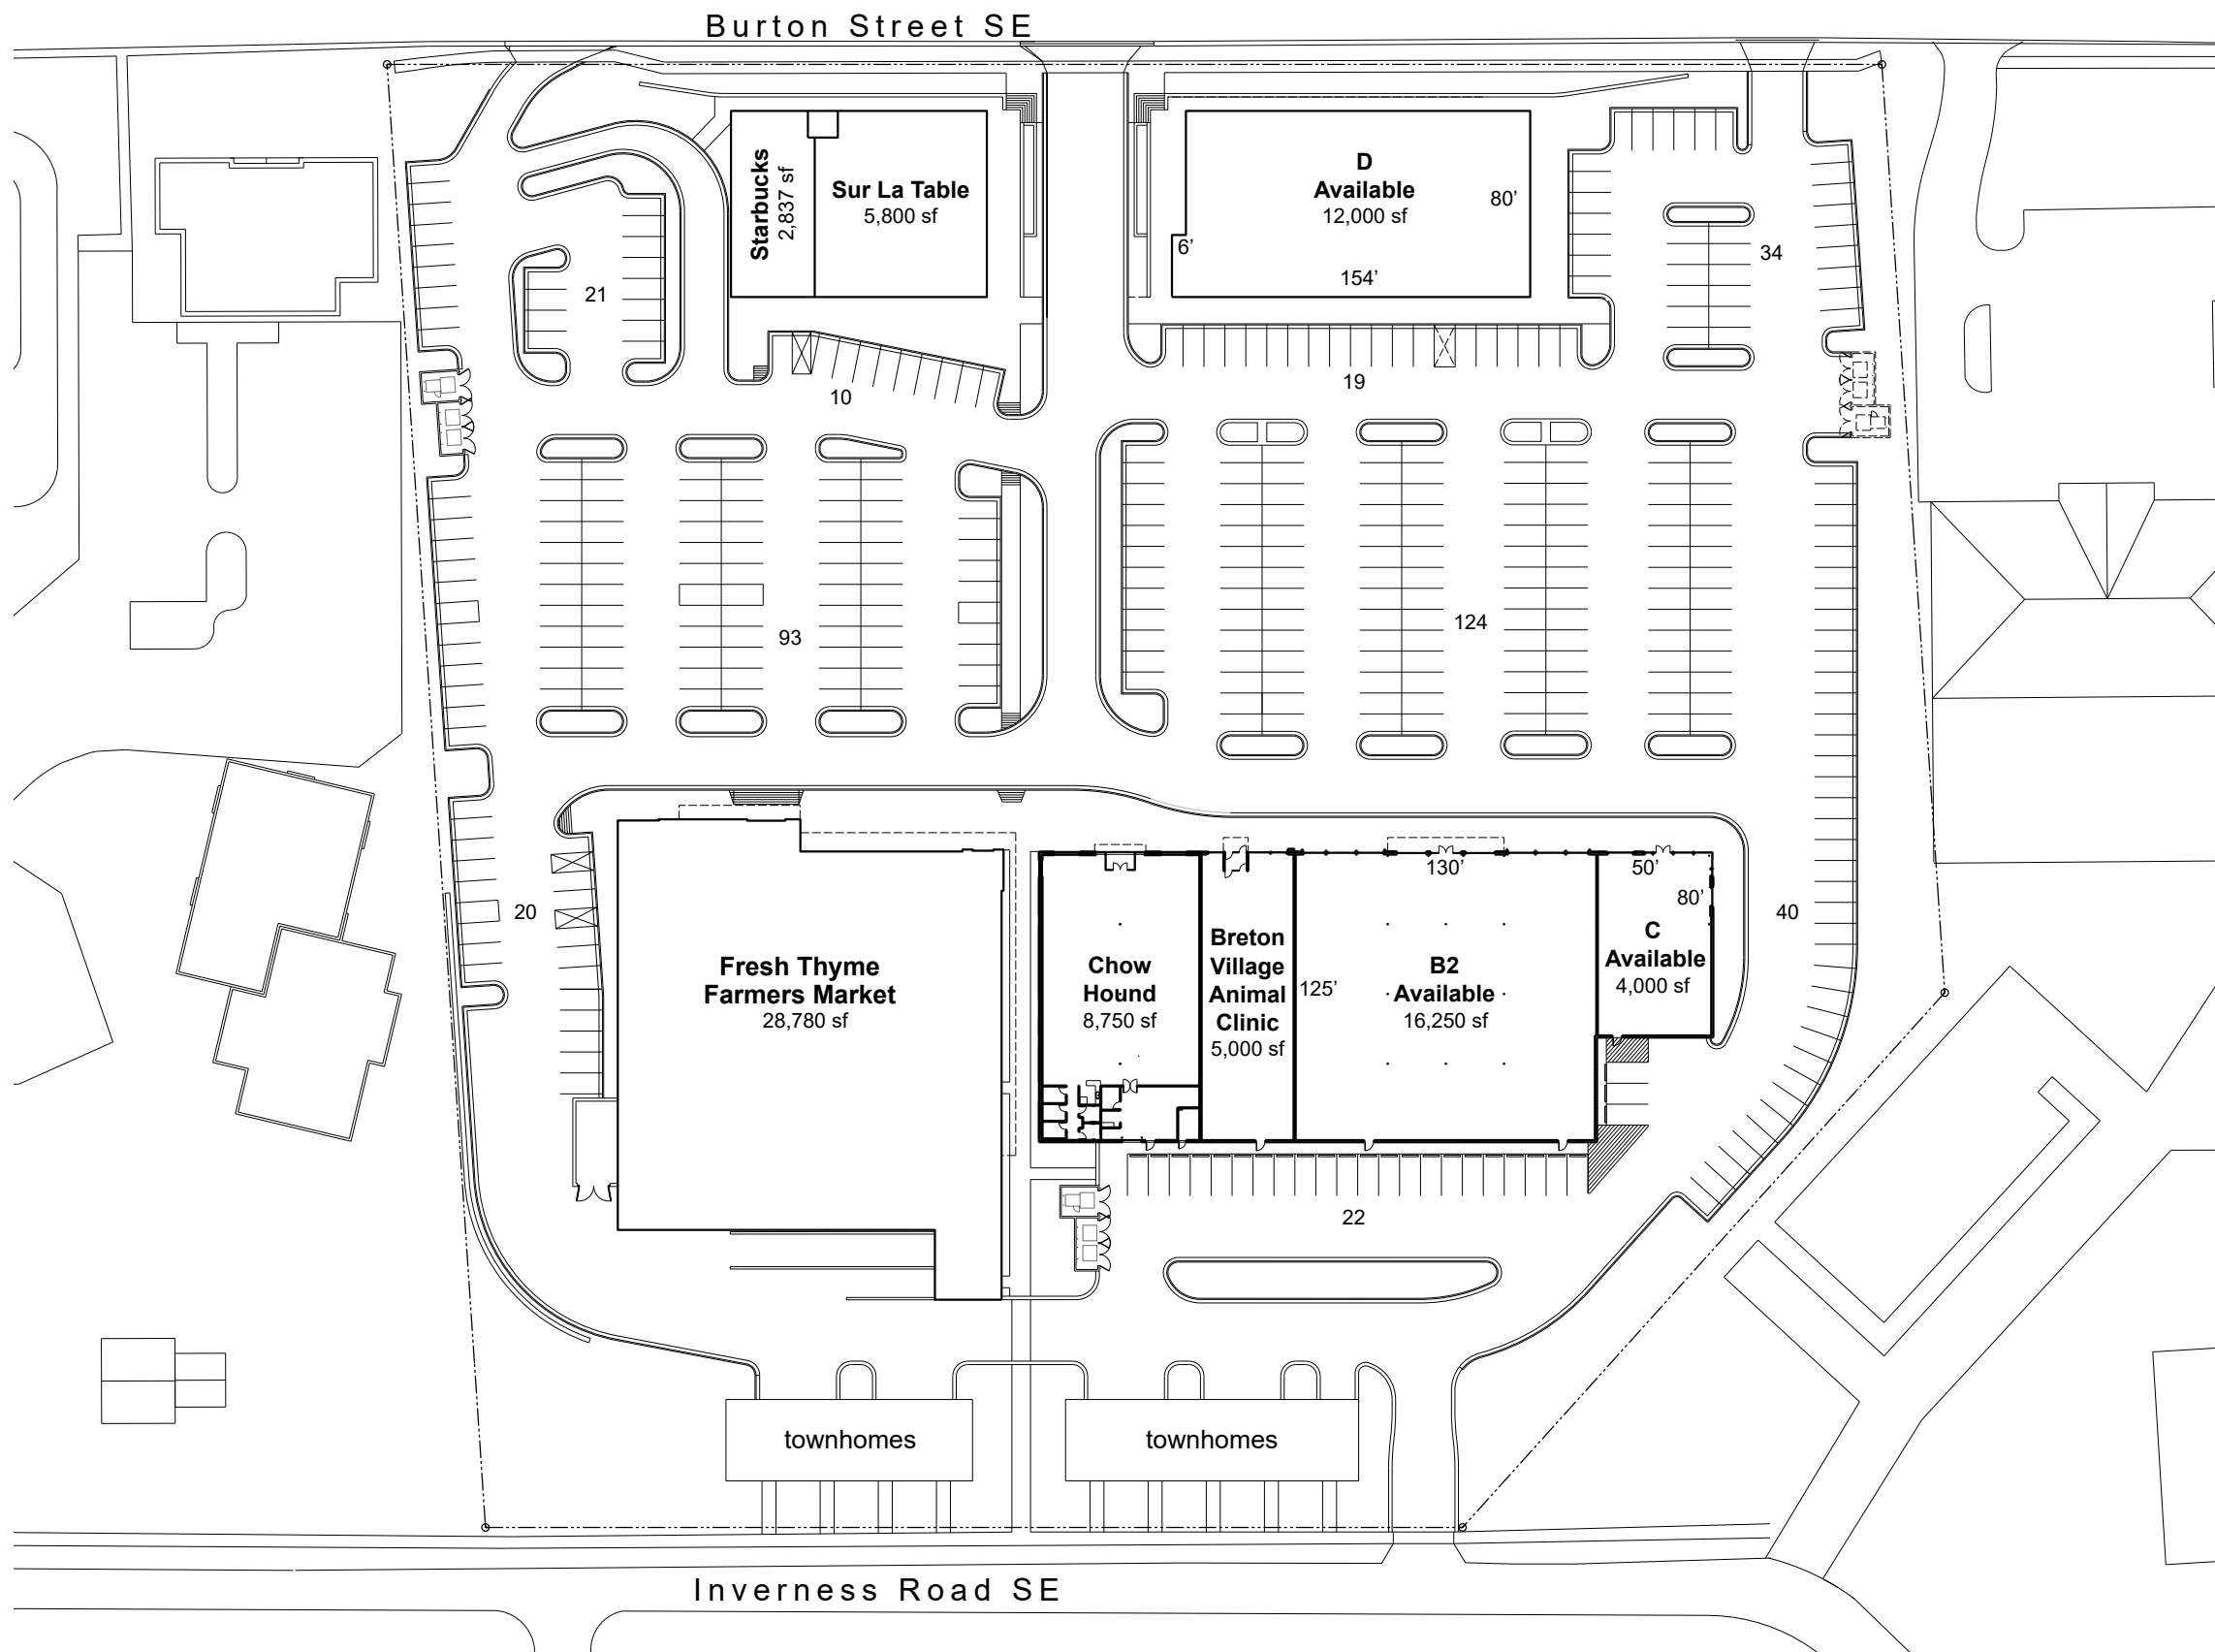 Burton Street SE
Starbucks
2,837 sf
Sur La Table
5,800 sf
D
Available
12,000 sf
80’
6’
154’
34
21
10
19
93
124
20
Fresh Thyme
Farmers Market
28,780 sf
Chow
Hound
8,750 sf
Breton
Village
Animal
Clinic
5,000 sf
125’
130’
B2
Available
16,250 sf
50’
80’
C
Available
4,000 sf
40
22
townhomes
townhomes
Inverness Road SE